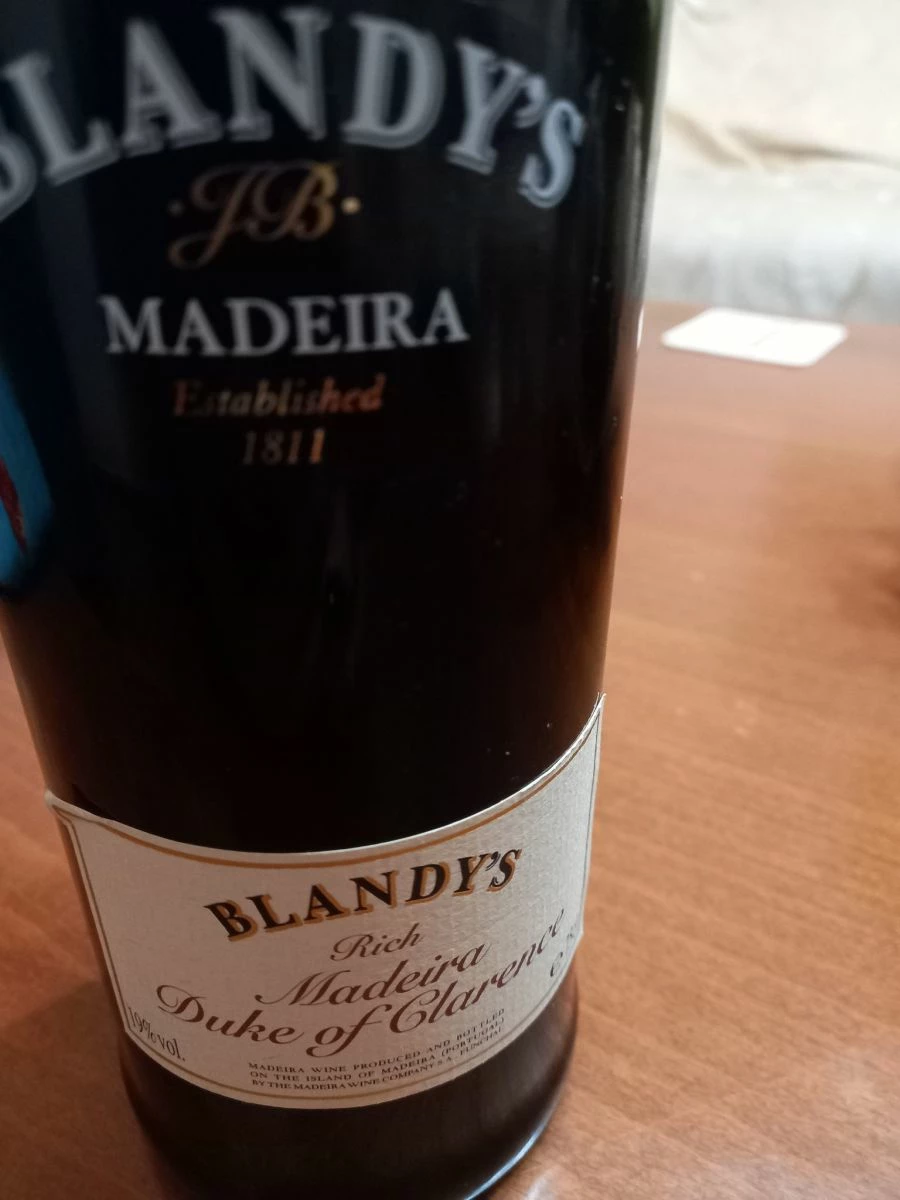 BLANDY'S
JB
MADEIRA
Established
1811
BLANDY'S
Rich
Madeira
Duke of Clarence
19% vol.
MADEIRA WINE PRODUCED AND BOTTLED
ON THE ISLAND OF MADEIRA (PORTUGAL)
BY THE MADEIRA WINE COMPANY S.A. FUNCHAL